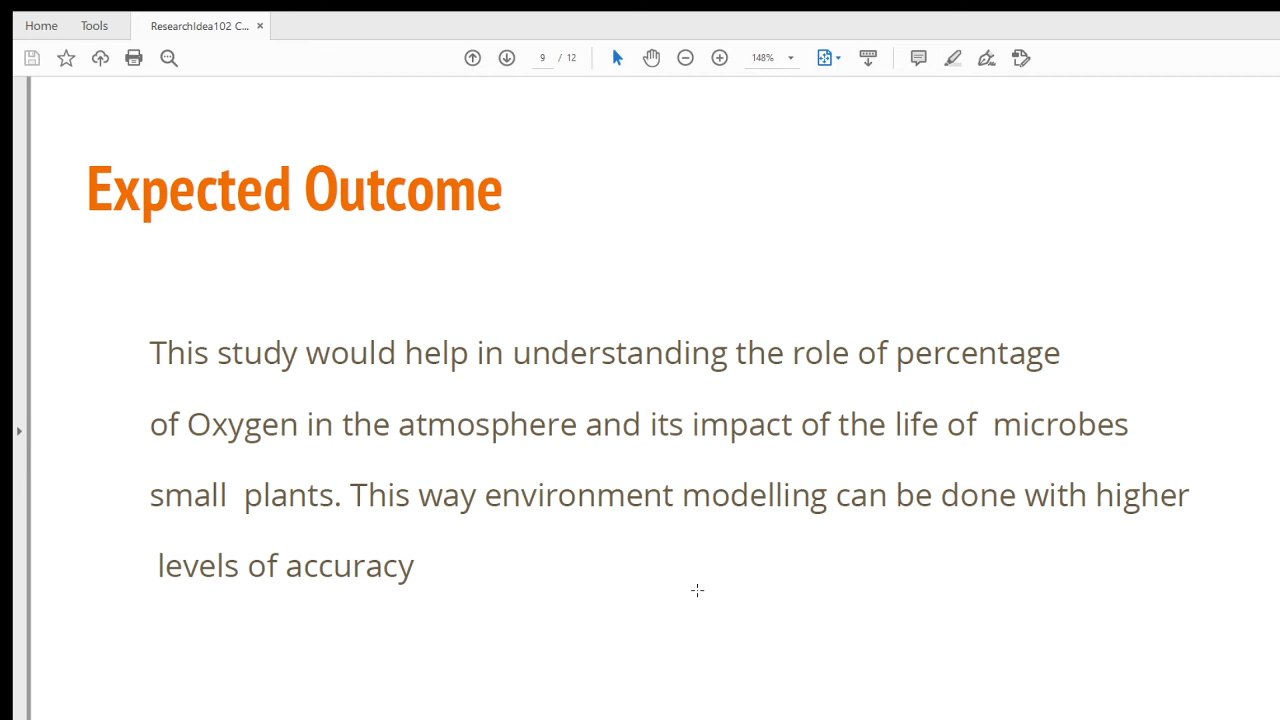 Home Tools ResearchIdea102 C... ×
9 / 12 148%
Expected Outcome
This study would help in understanding the role of percentage
of Oxygen in the atmosphere and its impact of the life of microbes
small plants. This way environment modelling can be done with higher
levels of accuracy